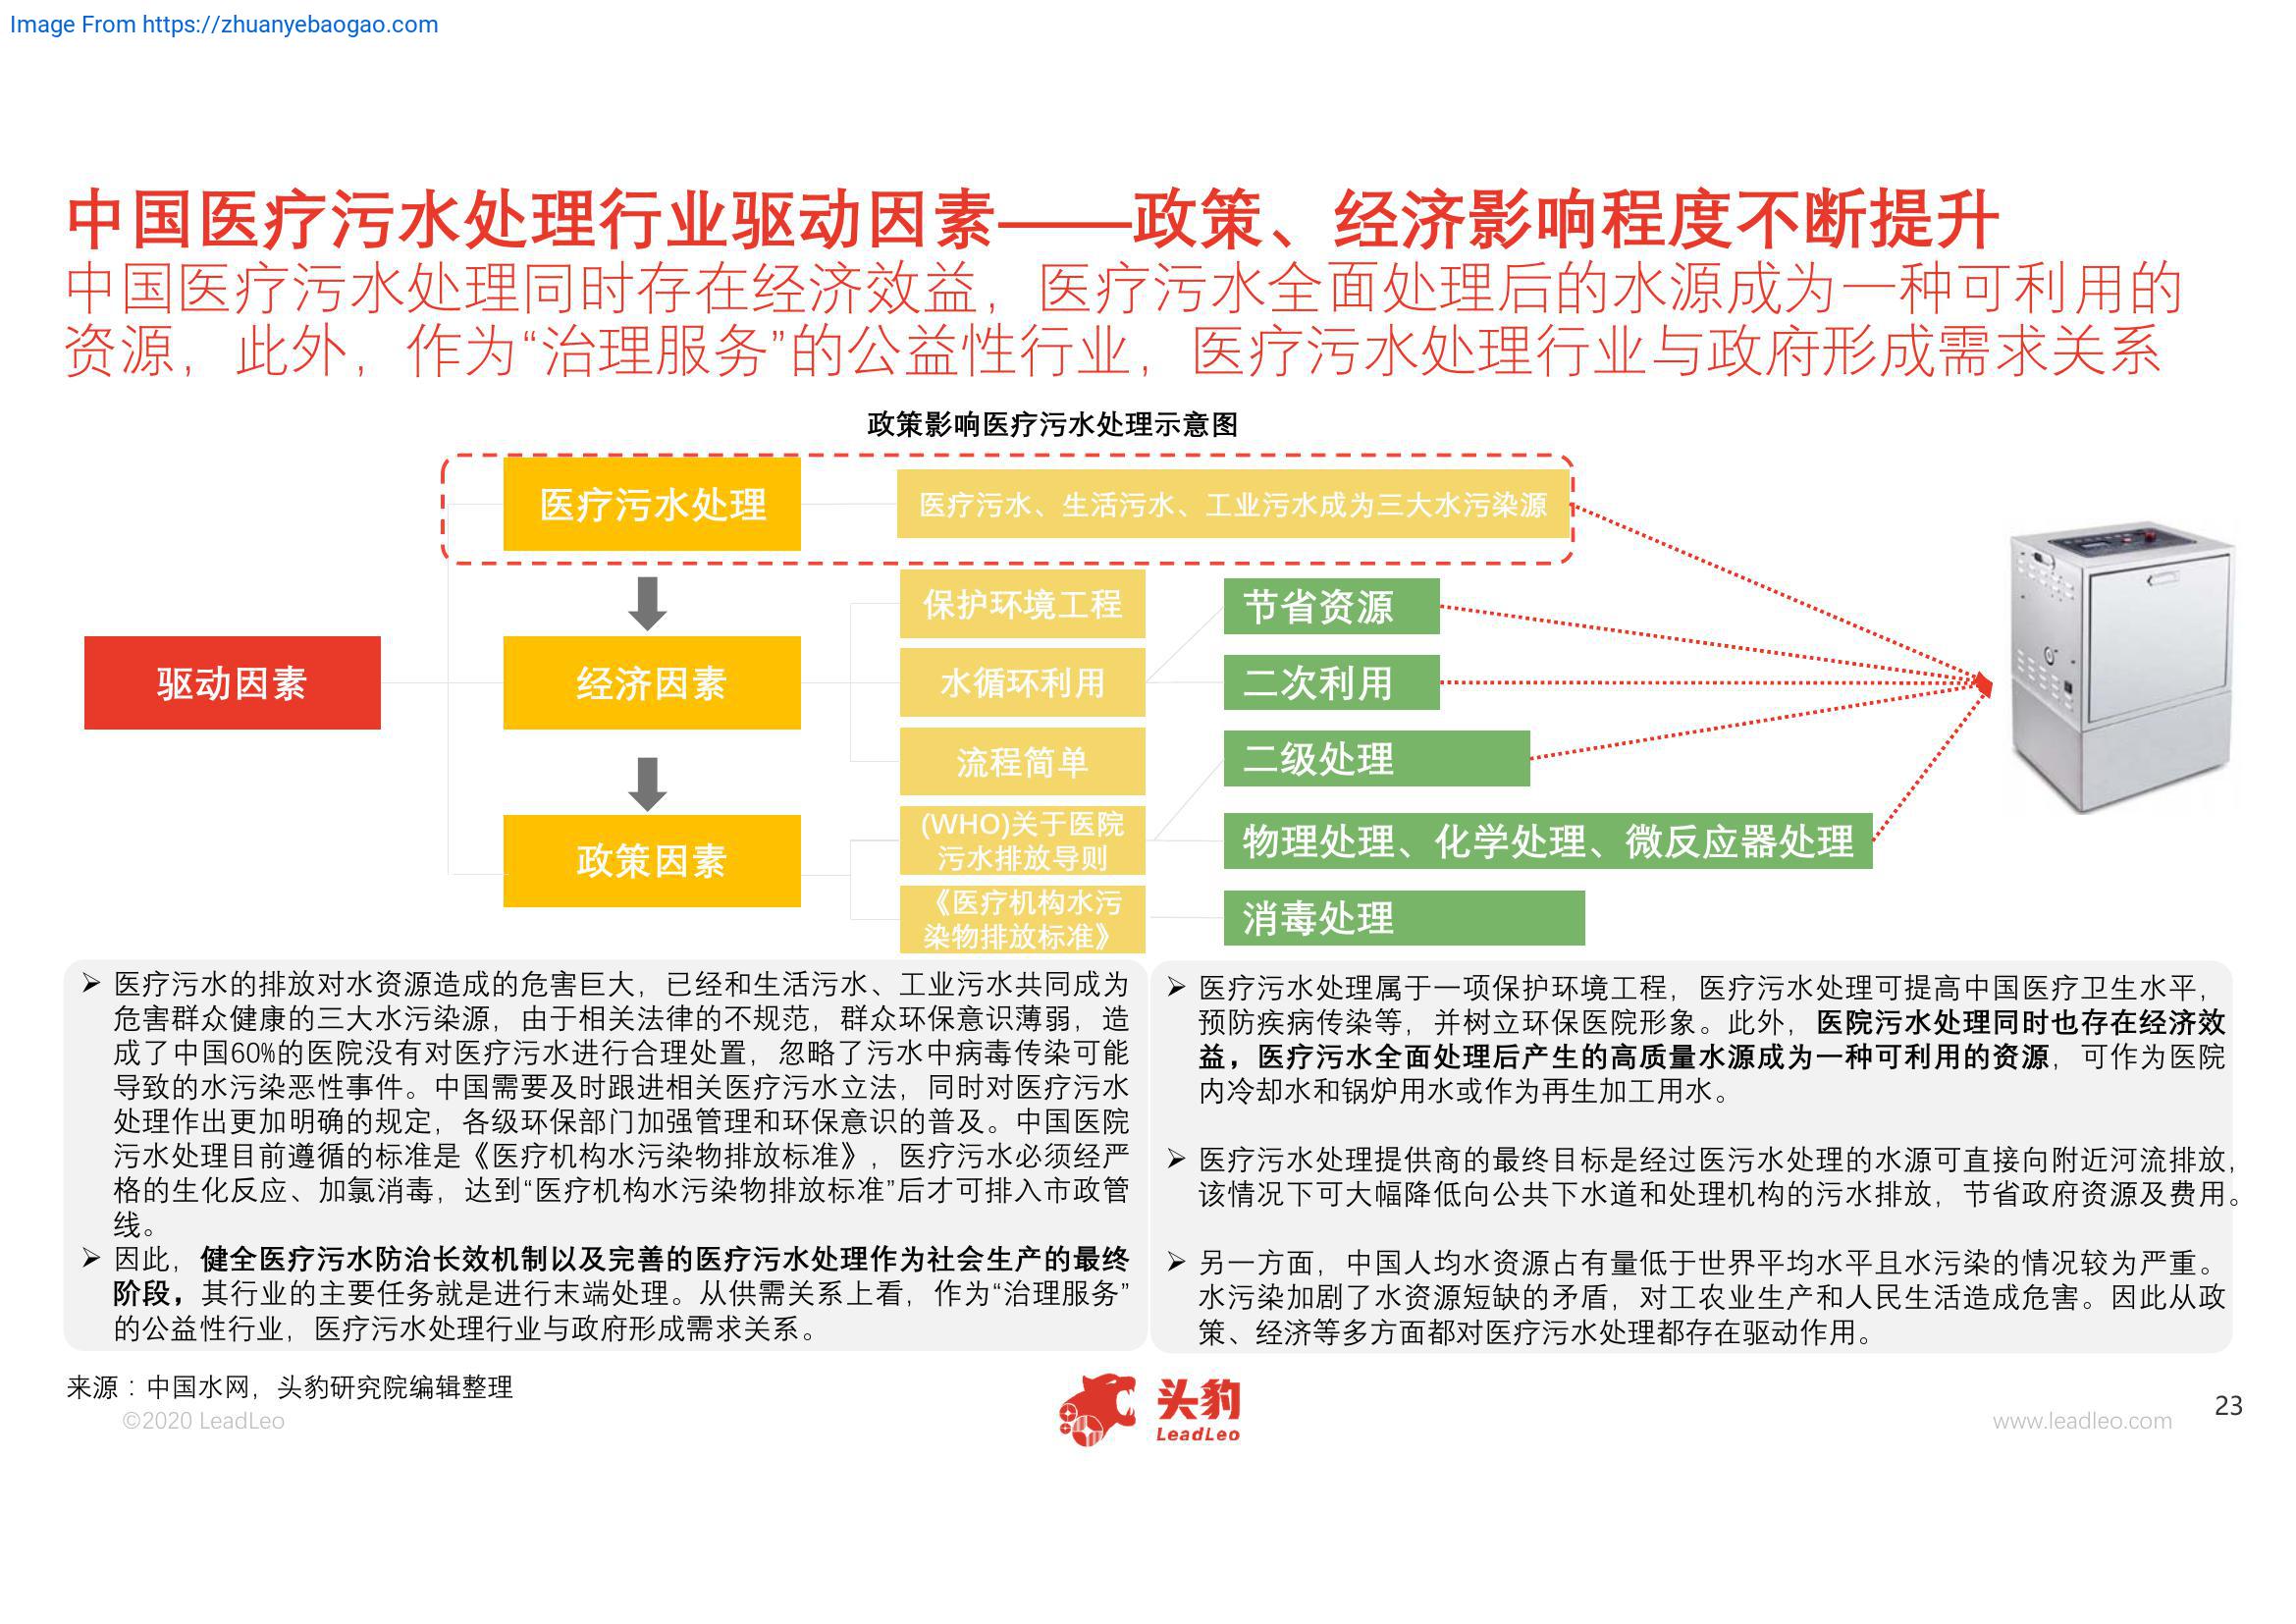 Image From https://zhuanyebaogao.com
中国医疗污水处理行业驱动因素——政策、经济影响程度不断提升
中国医疗污水处理同时存在经济效益，医疗污水全面处理后的水源成为一种可利用的
资源，此外，作为“治理服务”的公益性行业，医疗污水处理行业与政府形成需求关系
政策影响医疗污水处理示意图
医疗污水处理
医疗污水、生活污水、工业污水成为三大水污染源
驱动因素
经济因素
保护环境工程
水循环利用
流程简单
节省资源
二次利用
政策因素
(WHO)关于医院
污水排放导则
《医疗机构水污
染物排放标准》
二级处理
物理处理、化学处理、微反应器处理
消毒处理
➢ 医疗污水的排放对水资源造成的危害巨大，已经和生活污水、工业污水共同成为
危害群众健康的三大水污染源，由于相关法律的不规范，群众环保意识薄弱，造
成了中国60%的医院没有对医疗污水进行合理处置，忽略了污水中病毒传染可能
导致的水污染恶性事件。中国需要及时跟进相关医疗污水立法，同时对医疗污水
处理作出更加明确的规定，各级环保部门加强管理和环保意识的普及。中国医院
污水处理目前遵循的标准是《医疗机构水污染物排放标准》，医疗污水必须经严
格的生化反应、加氯消毒，达到“医疗机构水污染物排放标准”后才可排入市政管
线。
➢ 因此，健全医疗污水防治长效机制以及完善的医疗污水处理作为社会生产的最终
阶段，其行业的主要任务就是进行末端处理。从供需关系上看，作为“治理服务”
的公益性行业，医疗污水处理行业与政府形成需求关系。
➢ 医疗污水处理属于一项保护环境工程，医疗污水处理可提高中国医疗卫生水平，
预防疾病传染等，并树立环保医院形象。此外，医院污水处理同时也存在经济效
益，医疗污水全面处理后产生的高质量水源成为一种可利用的资源，可作为医院
内冷却水和锅炉用水或作为再生加工用水。
➢ 医疗污水处理提供商的最终目标是经过医污水处理的水源可直接向附近河流排放，
该情况下可大幅降低向公共下水道和处理机构的污水排放，节省政府资源及费用。
➢ 另一方面，中国人均水资源占有量低于世界平均水平且水污染的情况较为严重。
水污染加剧了水资源短缺的矛盾，对工农业生产和人民生活造成危害。因此从政
策、经济等多方面都对医疗污水处理都存在驱动作用。
来源：中国水网，头豹研究院编辑整理
©2020 LeadLeo
头豹
LeadLeo
www.leadleo.com
23